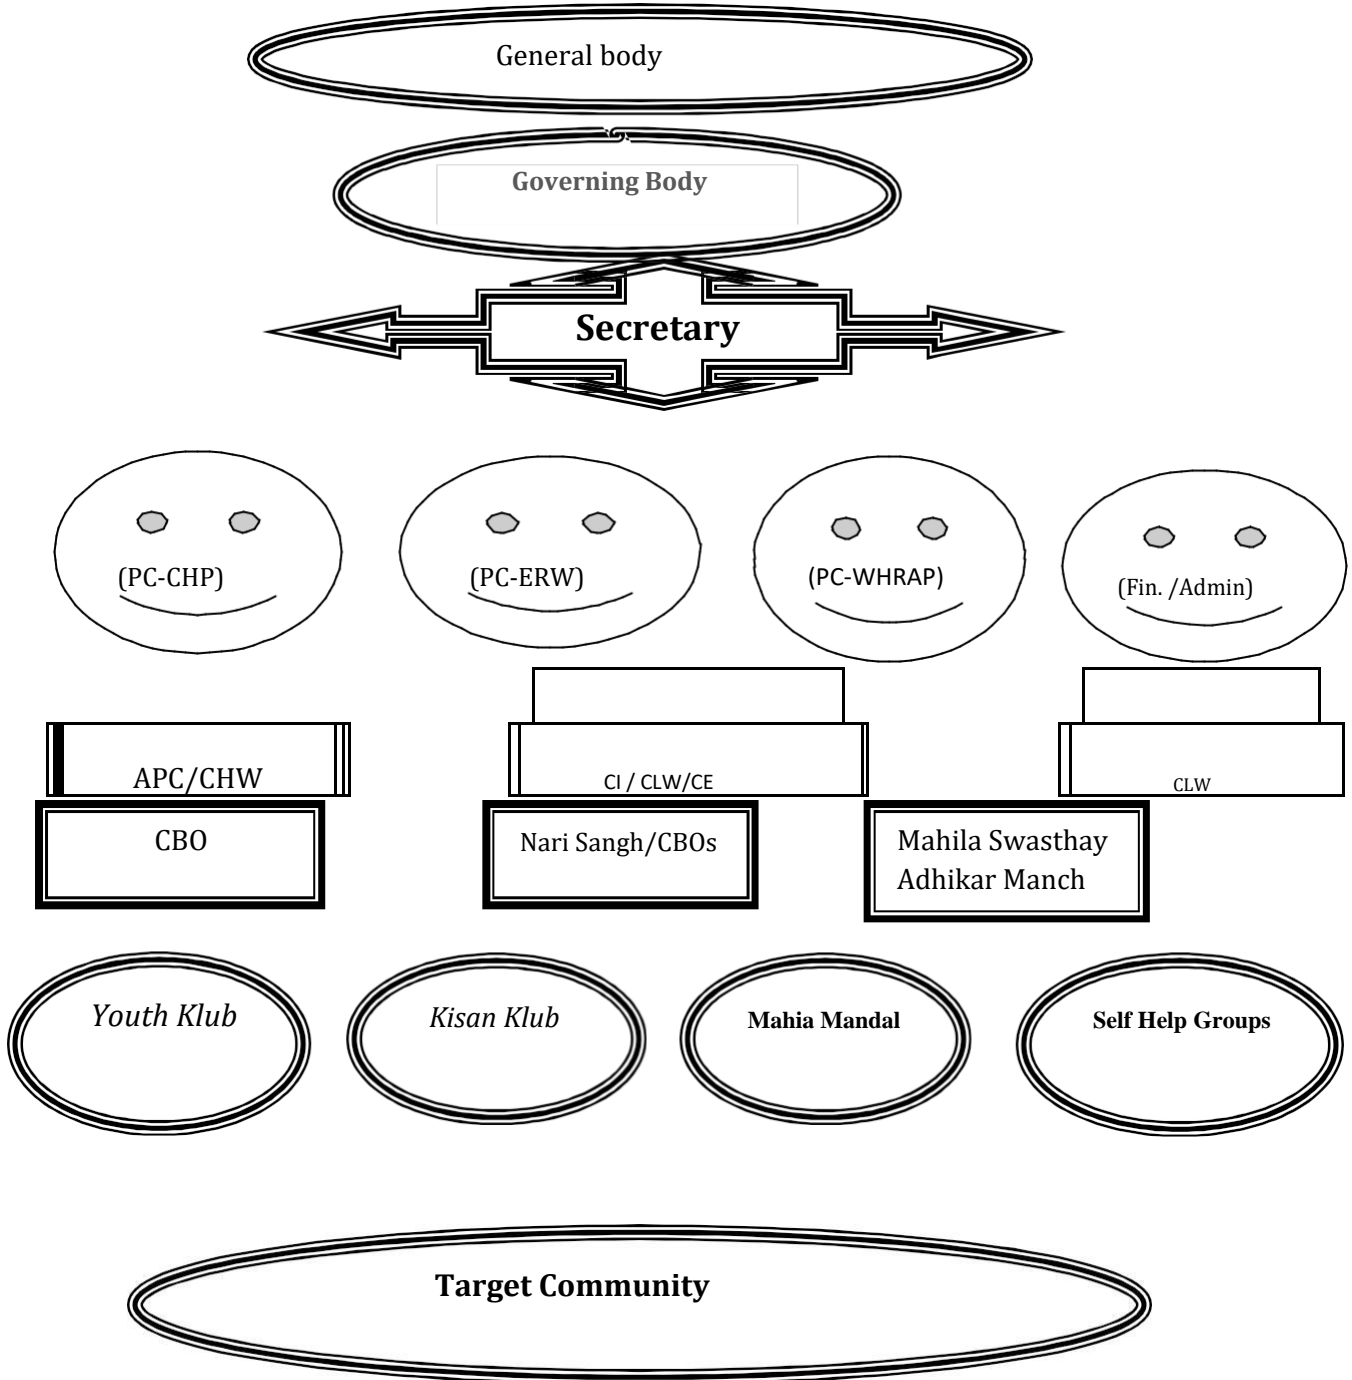 General body
Governing Body
Secretary
(PC-CHP)
(PC-ERW)
(PC-WHRAP)
(Fin. /Admin)
APC/CHW
CI / CLW/CE
CLW
CBO
Nari Sangh/CBOs
Mahila Swasthay
Adhikar Manch
Youth Klub
Kisan Klub
Mahia Mandal
Self Help Groups
Target Community